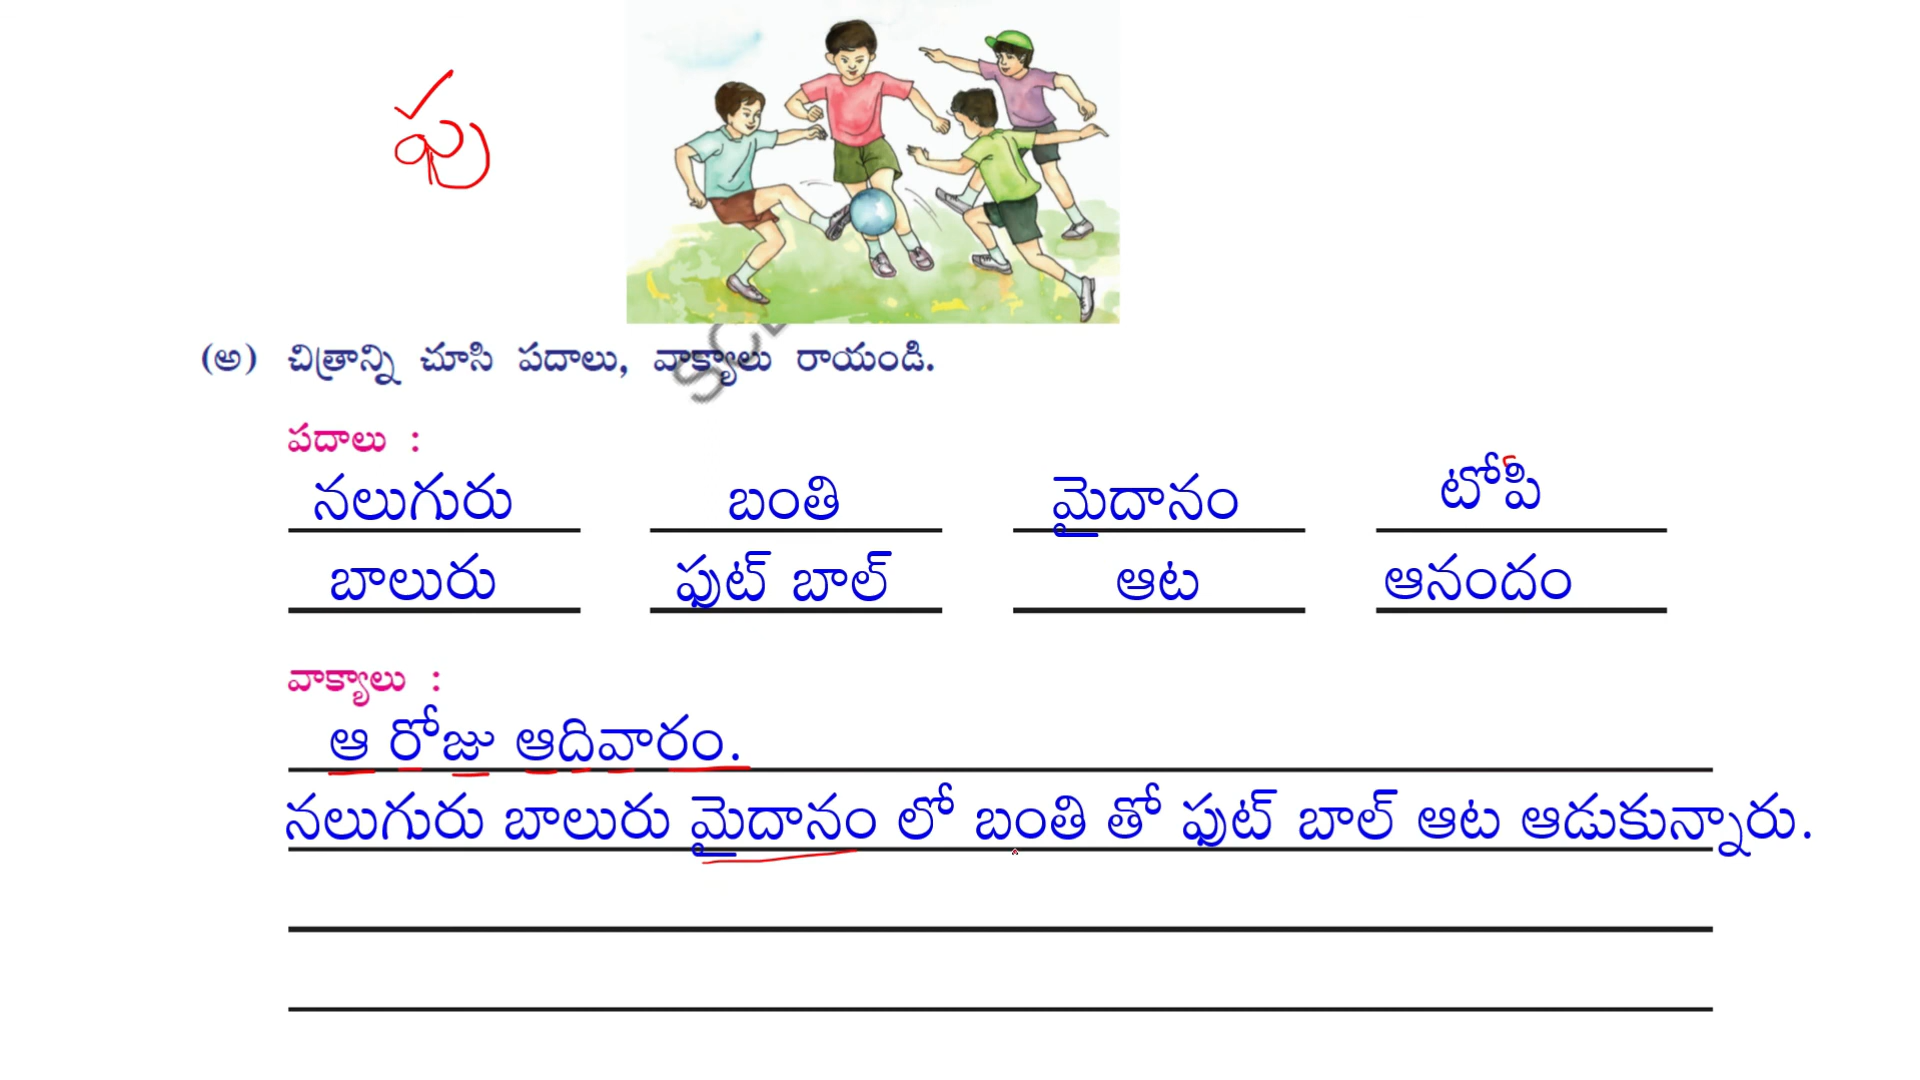 పు
(అ) చిత్రాన్ని చూసి పదాలు, వాక్యాలు రాయండి.
పదాలు :
నలుగురు బంతి మైదానం టోపీ
బాలురు ఫుట్ బాల్ ఆట ఆనందం
వాక్యాలు :
ఆ రోజు ఆదివారం.
నలుగురు బాలురు మైదానం లో బంతి తో ఫుట్ బాల్ ఆట ఆడుకున్నారు.